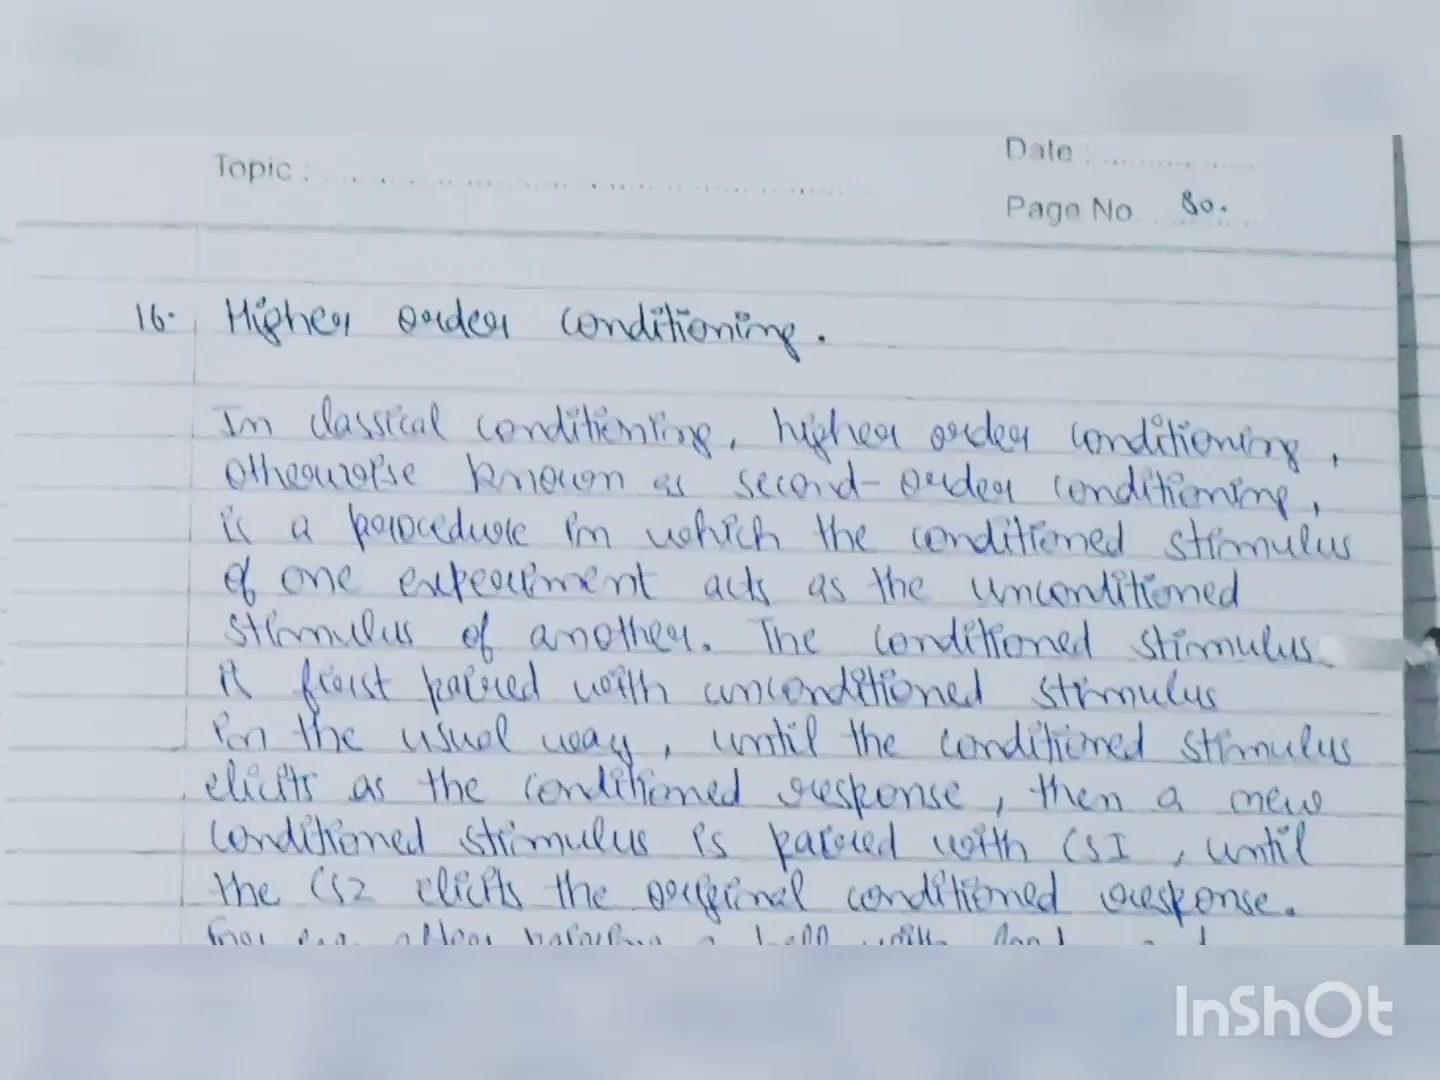 Topic :
Date :
Page No. 80.
16. Higher order conditioning.
In classical conditioning, higher order conditioning,
otherwise known as second-order conditioning,
is a procedure in which the conditioned stimulus
of one experiment acts as the unconditioned
stimulus of another. The conditioned stimulus
is first paired with unconditioned stimulus
in the usual way, until the conditioned stimulus
elicits as the conditioned response, then a new
conditioned stimulus is paired with CSI, until
the CS2 elicits the original conditioned response.
a bell with
InShOt